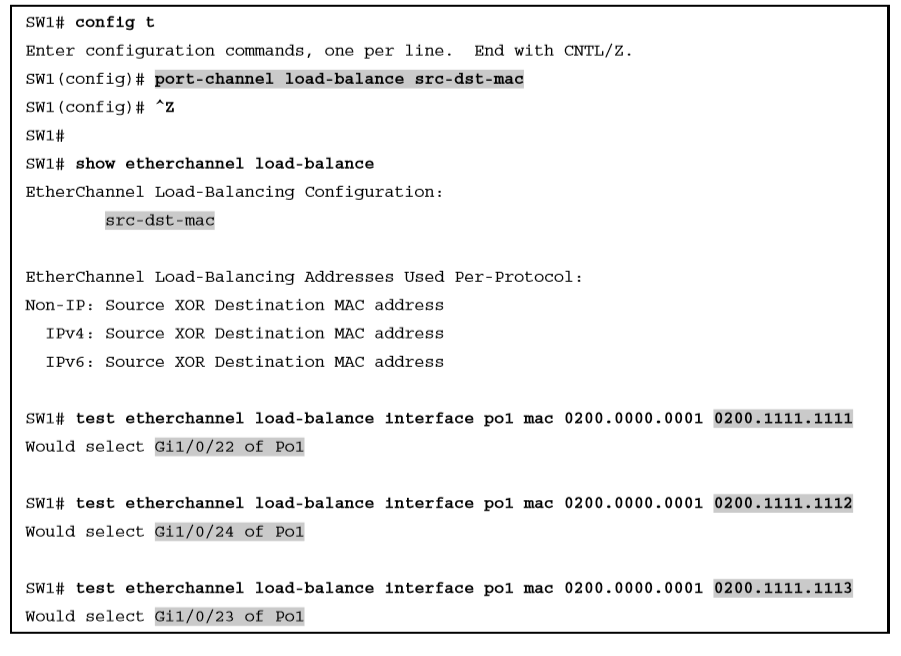 SW1# config t
Enter configuration commands, one per line. End with CNTL/Z.
SW1(config)# port-channel load-balance src-dst-mac
SW1(config)# ^Z
SW1#
SW1# show etherchannel load-balance
EtherChannel Load-Balancing Configuration:
src-dst-mac
EtherChannel Load-Balancing Addresses Used Per-Protocol:
Non-IP: Source XOR Destination MAC address
IPv4: Source XOR Destination MAC address
IPv6: Source XOR Destination MAC address
SW1# test etherchannel load-balance interface po1 mac 0200.0000.0001 0200.1111.1111
Would select Gi1/0/22 of Po1
SW1# test etherchannel load-balance interface po1 mac 0200.0000.0001 0200.1111.1112
Would select Gi1/0/24 of Po1
SW1# test etherchannel load-balance interface po1 mac 0200.0000.0001 0200.1111.1113
Would select Gi1/0/23 of Po1